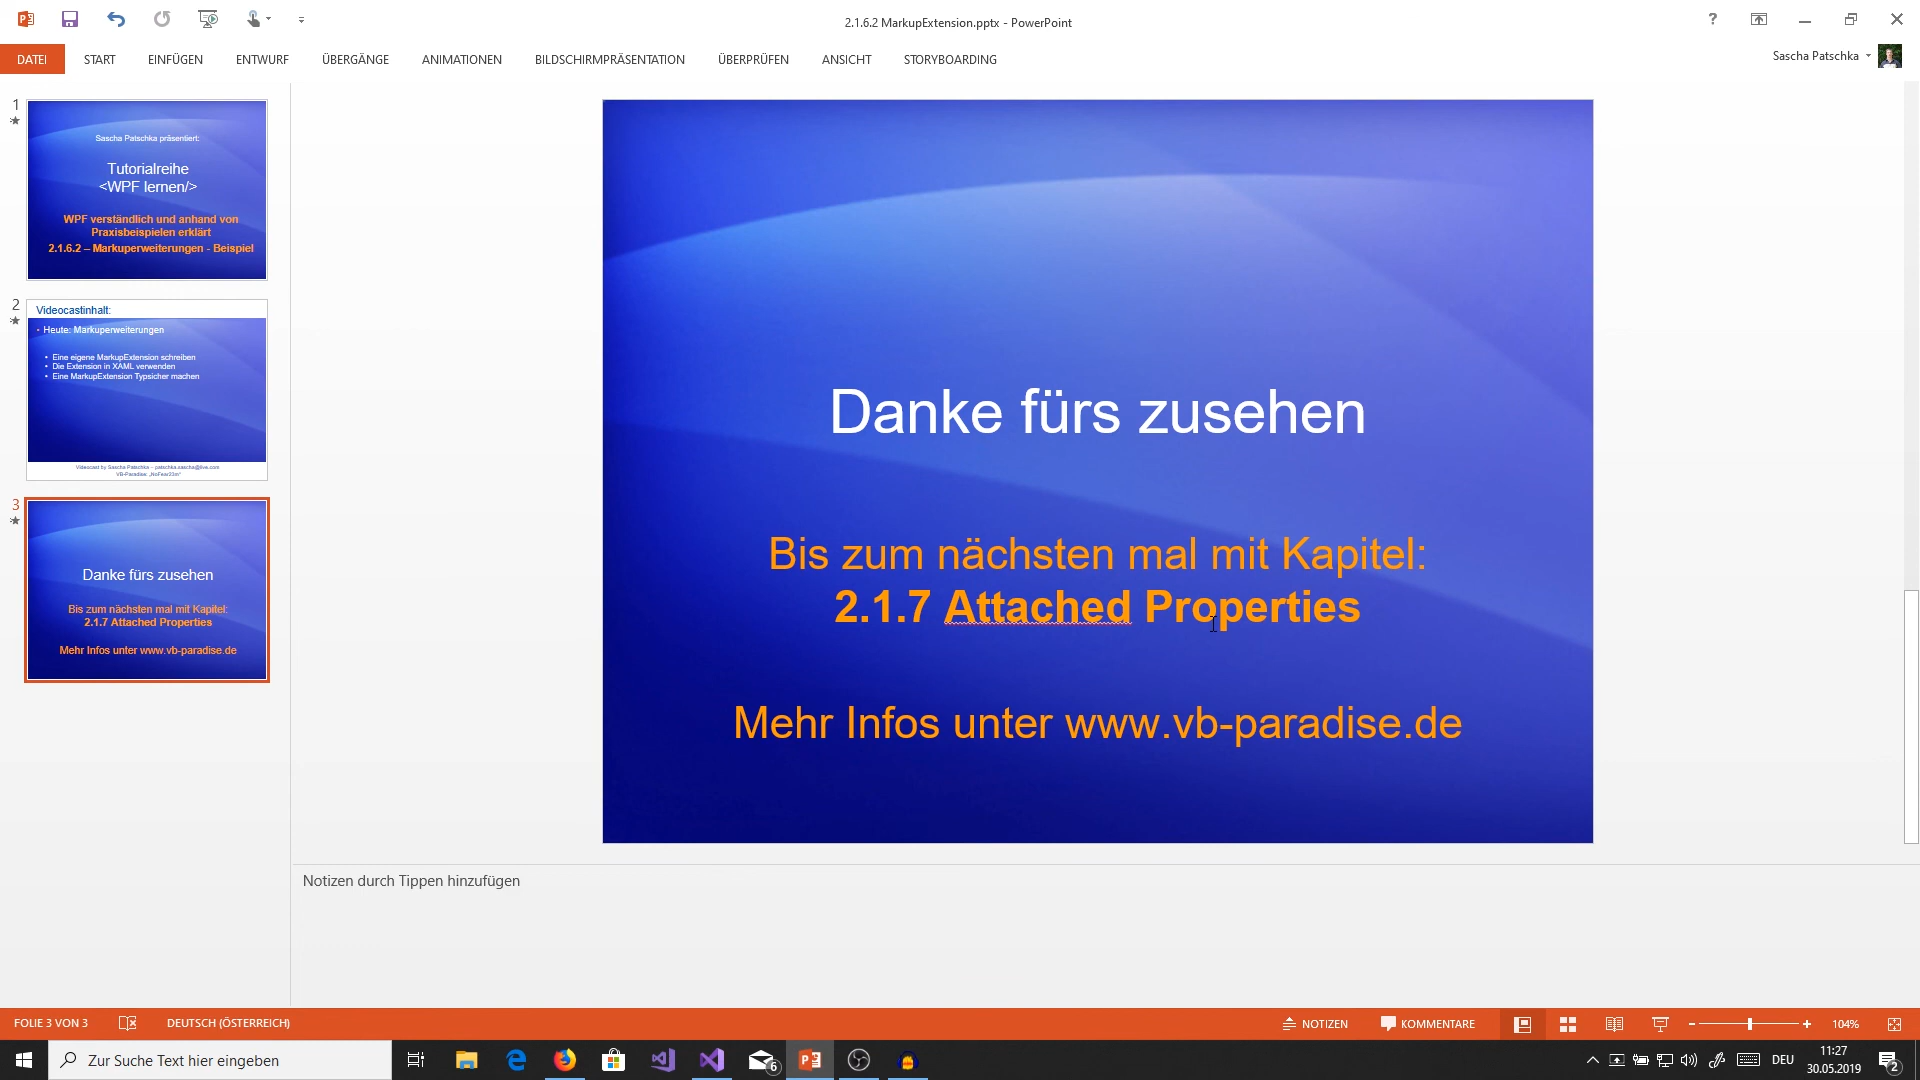 2.1.6.2 MarkupExtension.pptx - PowerPoint
?
DATEI START EINFÜGEN ENTWURF ÜBERGÄNGE ANIMATIONEN BILDSCHIRMPRÄSENTATION ÜBERPRÜFEN ANSICHT STORYBOARDING
Sascha Patschka
1
Sascha Patschka präsentiert:
Tutorialreihe
<WPF lernen/>
WPF verständlich und anhand von
Praxisbeispielen erklärt
2.1.6.2 – Markuperweiterungen - Beispiel
2
Videocastinhalt:
• Heute: Markuperweiterungen
• Eine eigene MarkupExtension schreiben
• Die Extension in XAML verwenden
• Eine MarkupExtension Typsicher machen
Videocast by Sascha Patschka – patschka.sascha@live.com
VB-Paradise: „NoFear23m“
3
Danke fürs zusehen
Bis zum nächsten mal mit Kapitel:
2.1.7 Attached Properties
Mehr Infos unter www.vb-paradise.de
Danke fürs zusehen
Bis zum nächsten mal mit Kapitel:
2.1.7 Attached Properties
Mehr Infos unter www.vb-paradise.de
Notizen durch Tippen hinzufügen
FOLIE 3 VON 3 DEUTSCH (ÖSTERREICH) NOTIZEN KOMMENTARE 104%
Zur Suche Text hier eingeben
6
DEU
11:27
30.05.2019
2